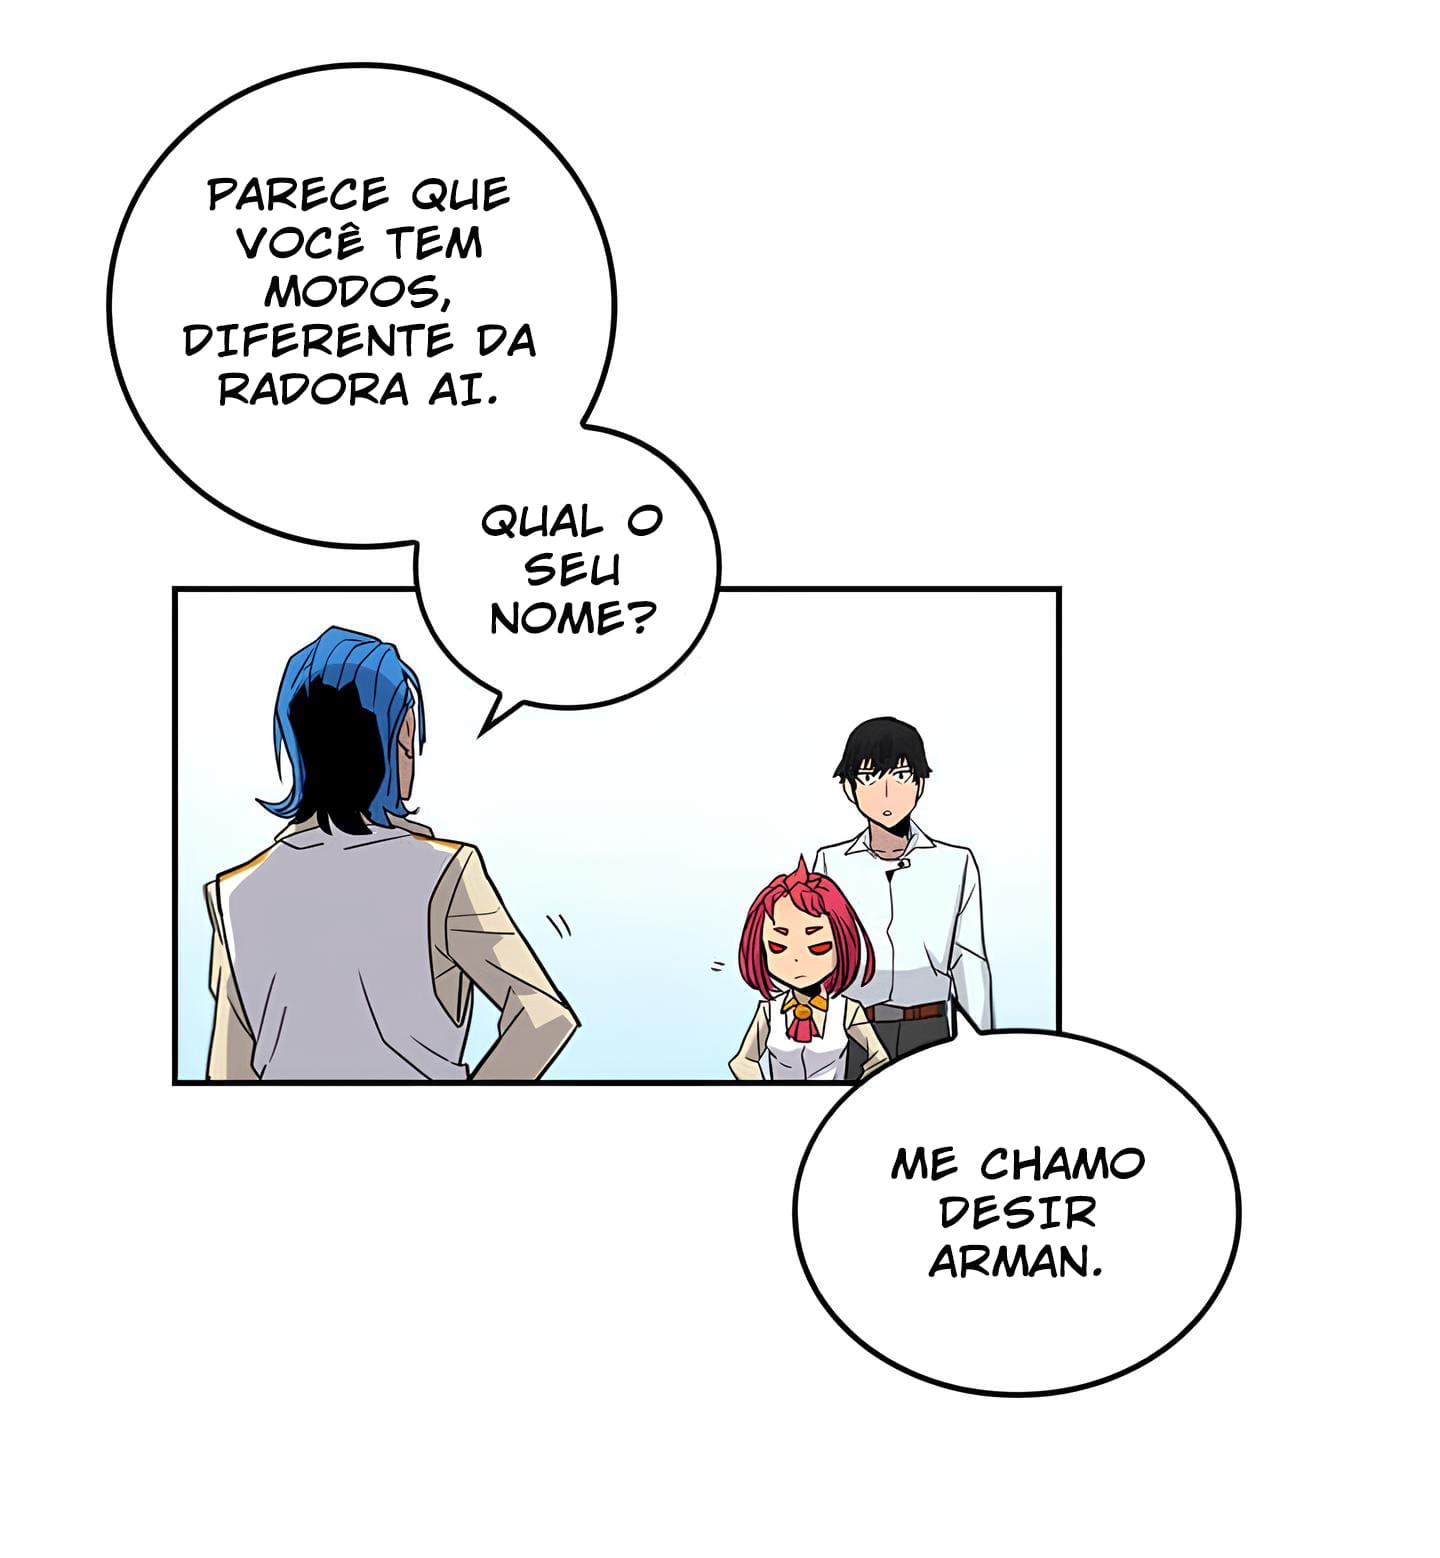 PARECE QUE
VOCÊ TEM
MODOS,
DIFERENTE DA
RADORA AI.
QUAL O
SEU
NOME?
ME CHAMO
DESIR
ARMAN.